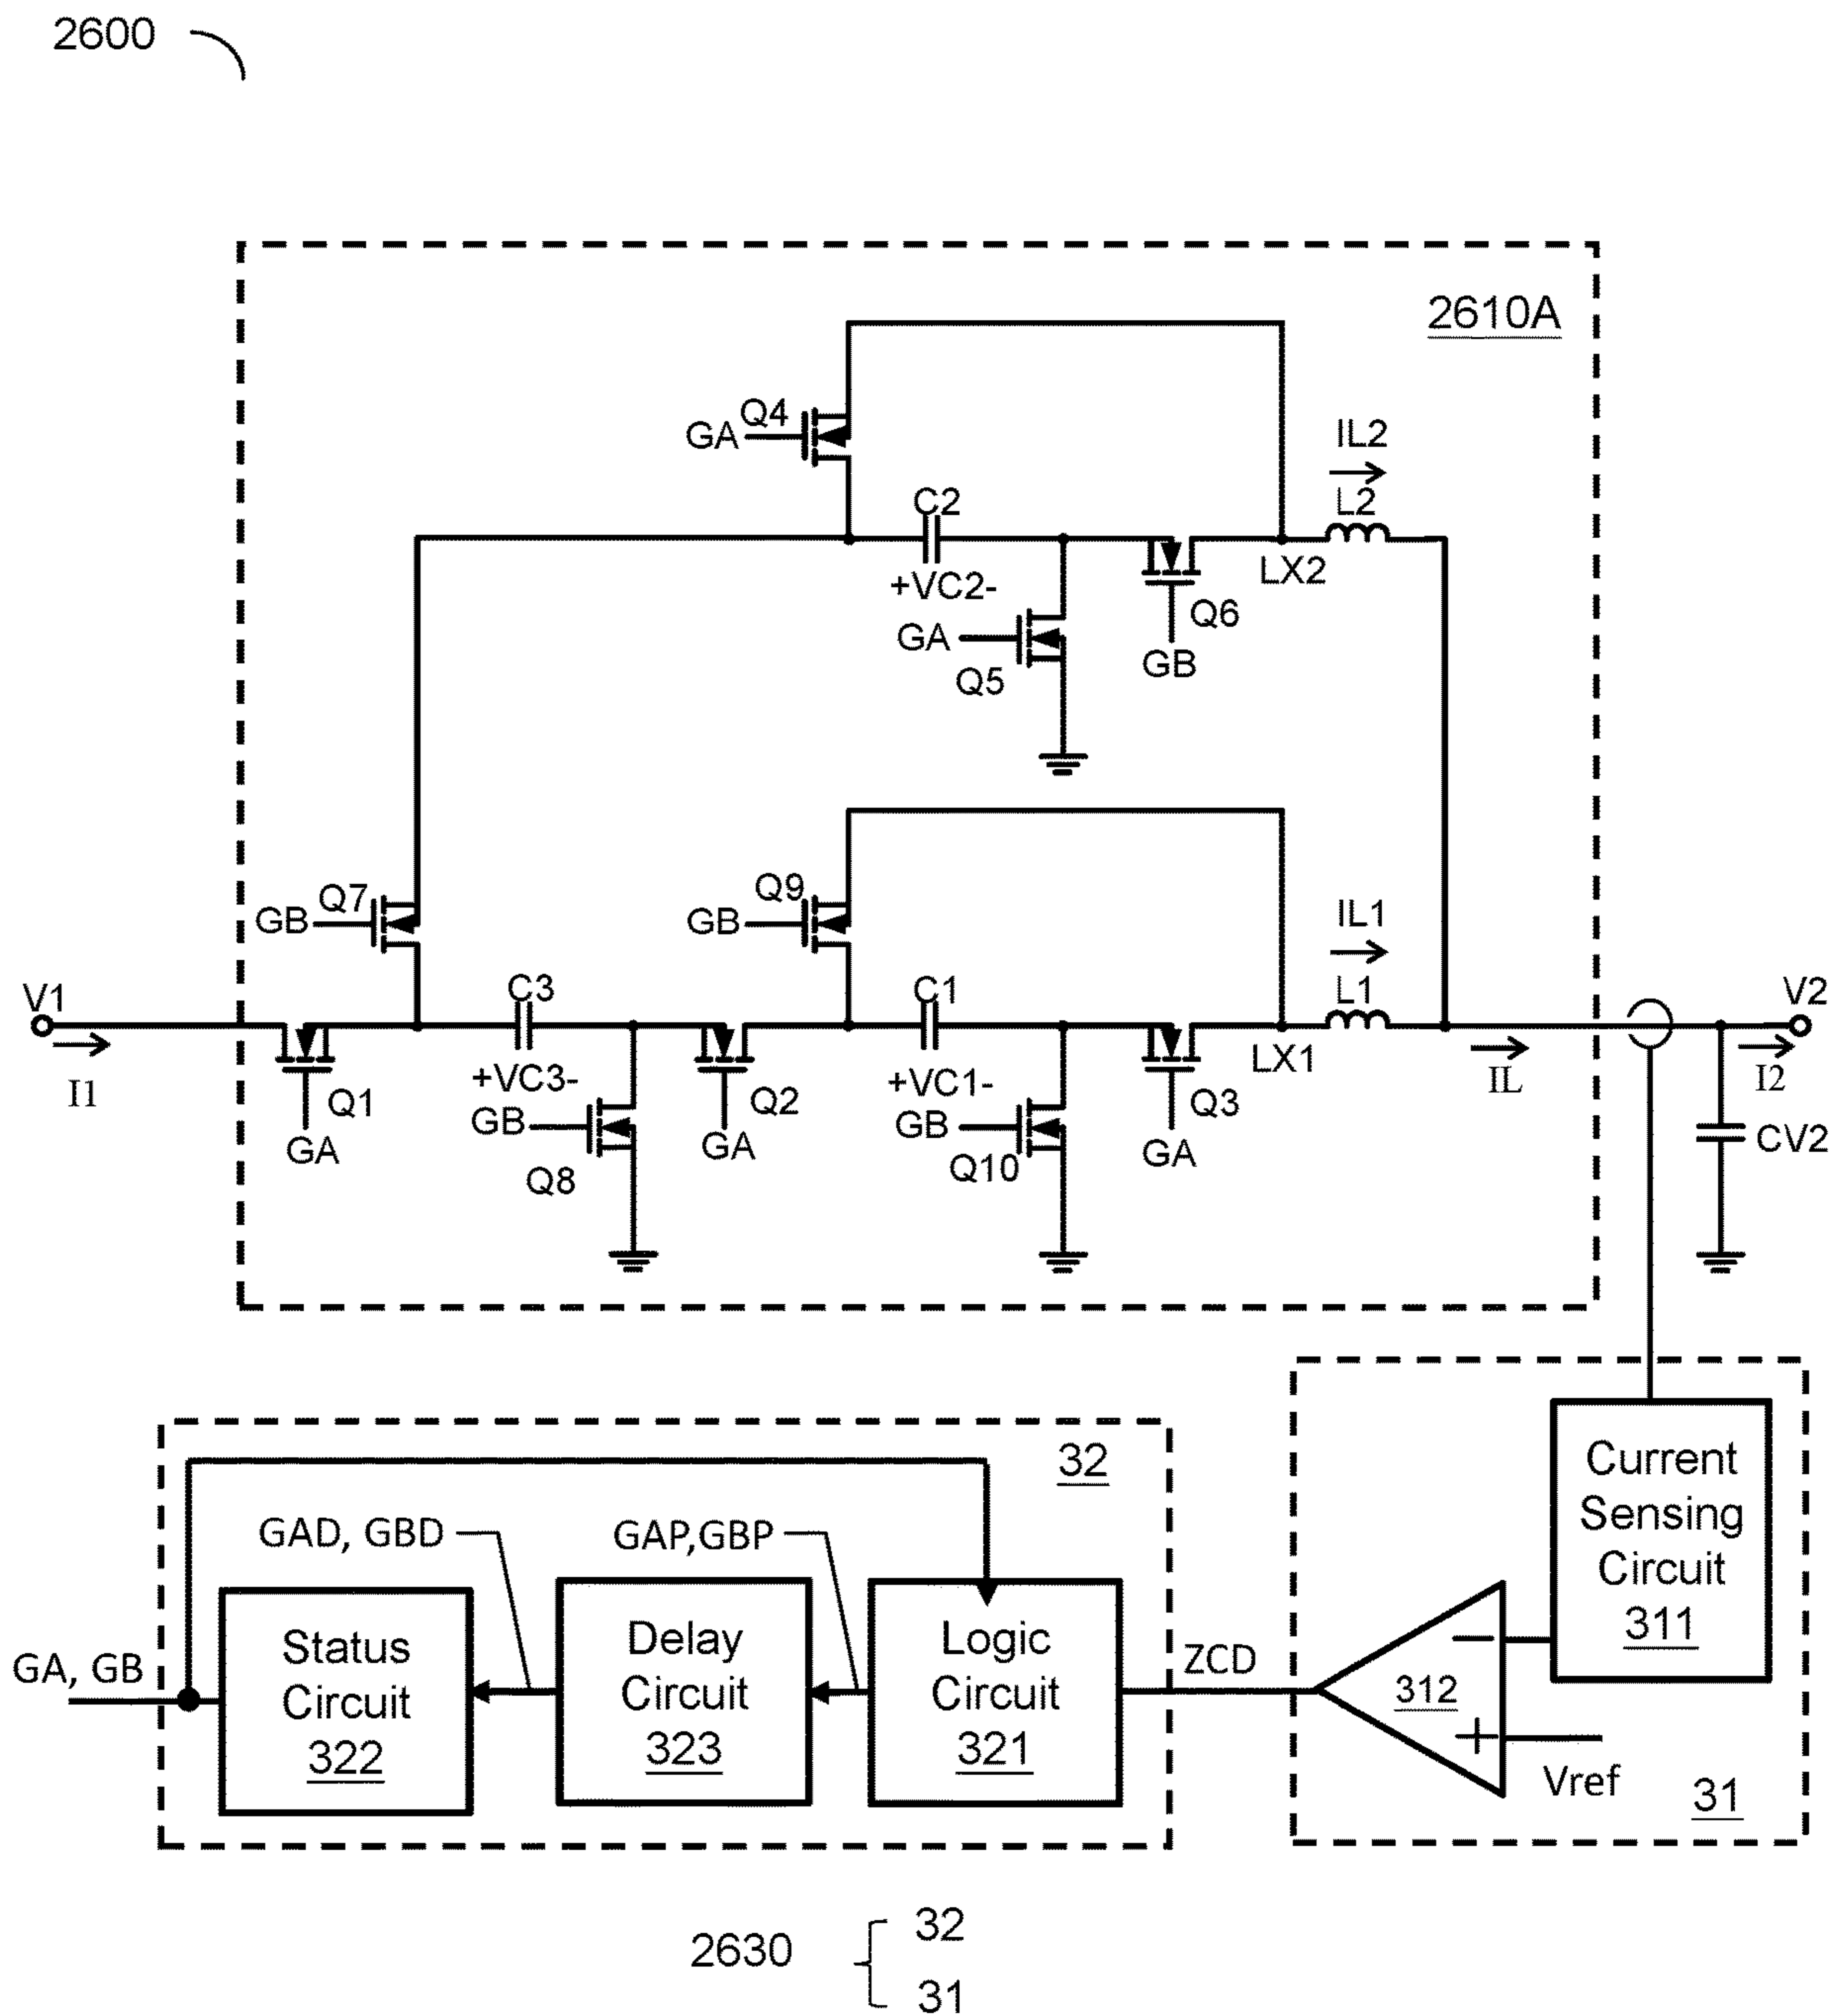 2600
2610A
Q4
GA
IL2
L2
C2
+VC2-
LX2
GA
Q5
Q6
GB
Q7
GB
Q9
GB
IL1
L1
V1
I1
C3
+VC3-
Q1
GA
GB
Q8
Q2
GA
C1
+VC1-
GB
Q10
Q3
GA
LX1
IL
V2
I2
CV2
32
GAD, GBD
GAP,GBP
GA, GB
Status
Circuit
322
Delay
Circuit
323
Logic
Circuit
321
ZCD
312
−
+
Vref
Current
Sensing
Circuit
311
31
2630
32
31